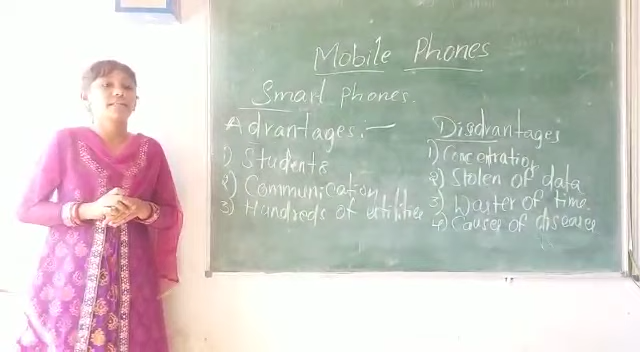 Mobile Phones
Smart phones.
Advantages:—
1) Students
2) Communication
3) Hundreds of utilities
Disadvantages
1) Concentration
2) Stolen of data
3) Waster of time.
4) Causes of diseases